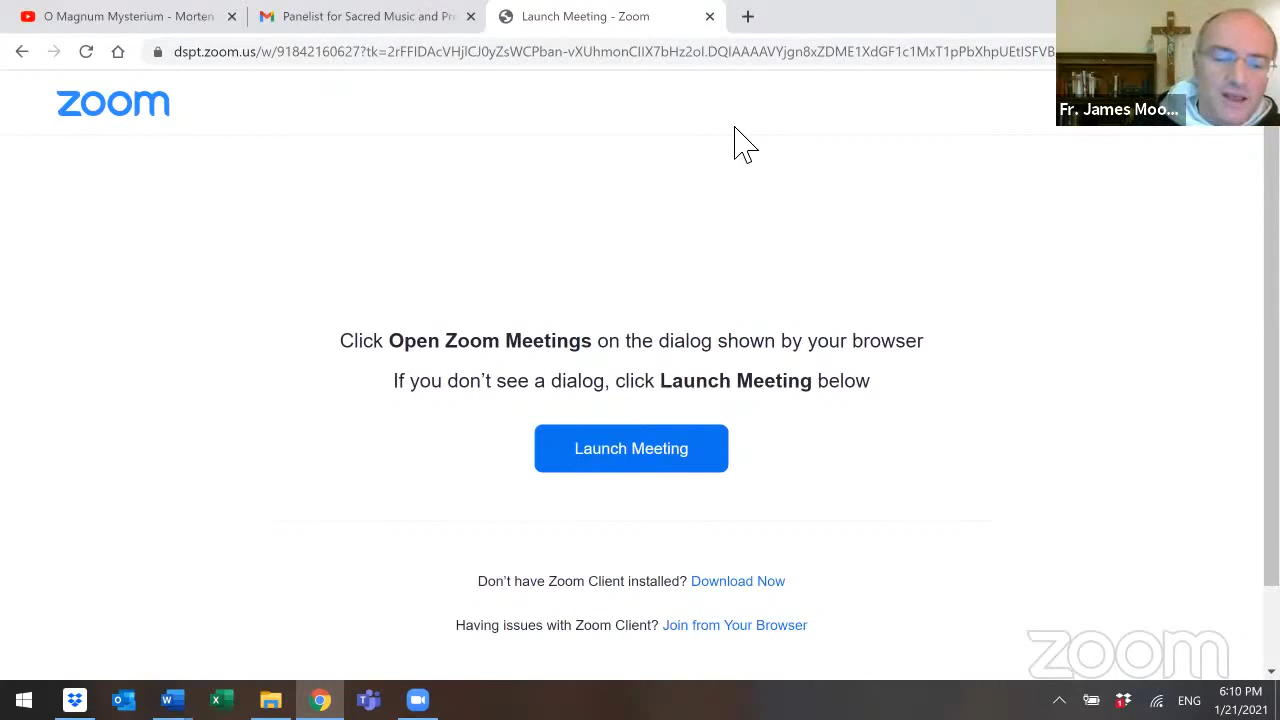 O Magnum Mysterium - Morten
Panelist for Sacred Music and Pr
Launch Meeting - Zoom
zoom
Fr. James Moo...
Click Open Zoom Meetings on the dialog shown by your browser
If you don't see a dialog, click Launch Meeting below
Launch Meeting
Don't have Zoom Client installed? Download Now
Having issues with Zoom Client? Join from Your Browser
zoom
ENG
6:10 PM
1/21/2021